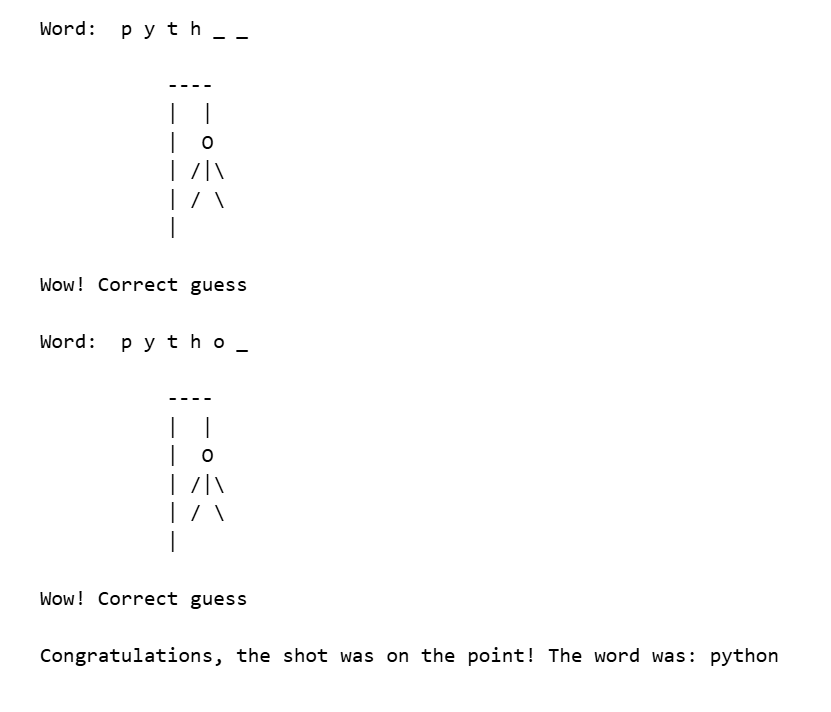 Word:  p y t h _ _
----
|  |
|  O
| /|\
| / \
|
Wow! Correct guess
Word:  p y t h o _
----
|  |
|  O
| /|\
| / \
|
Wow! Correct guess
Congratulations, the shot was on the point! The word was: python